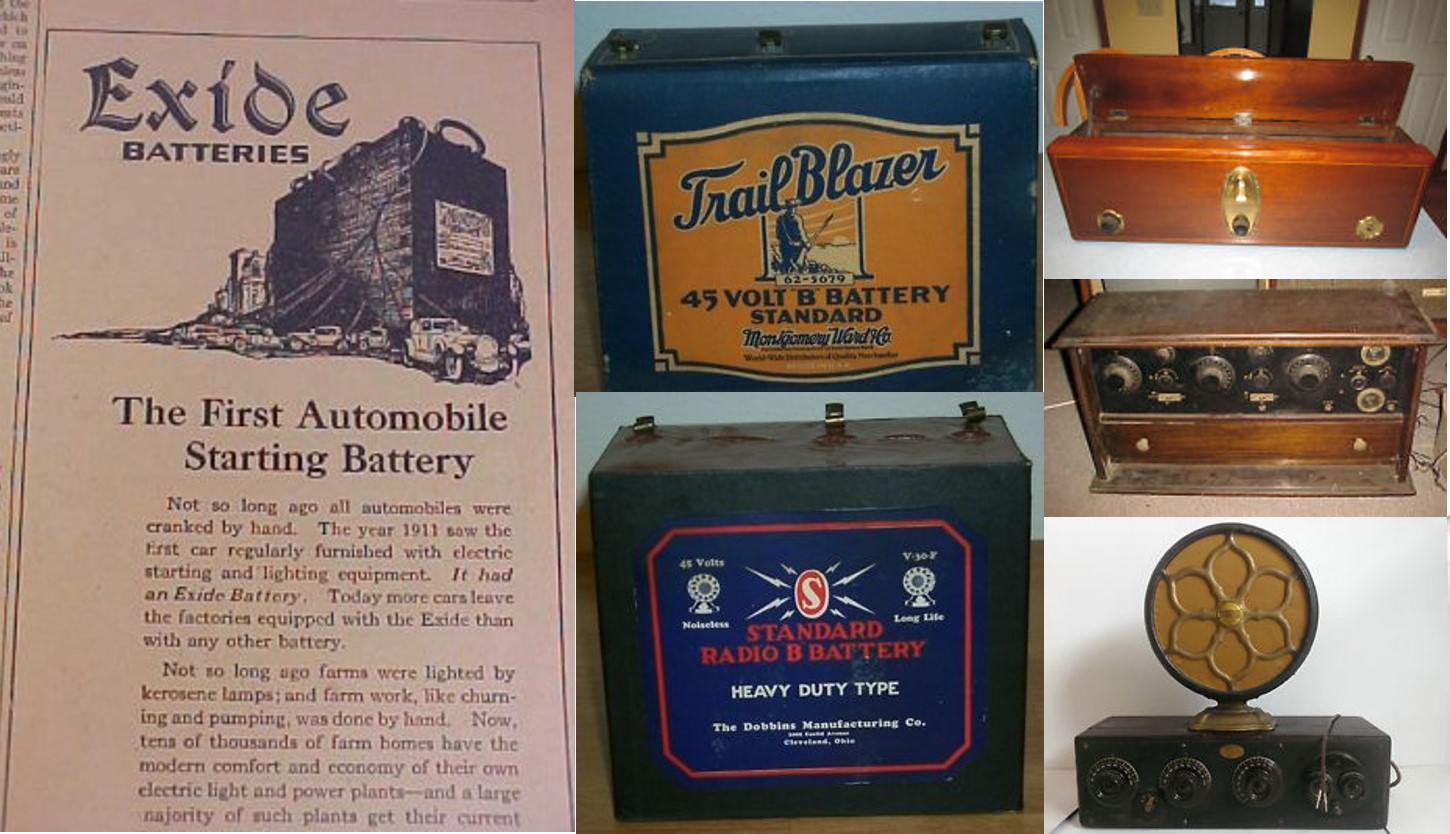 Exide
BATTERIES
The First Automobile
Starting Battery
Not so long ago all automobiles were
cranked by hand. The year 1911 saw the
first car regularly furnished with electric
starting and lighting equipment. It had
an Exide Battery. Today more cars leave
the factories equipped with the Exide than
with any other battery.
Not so long ago farms were lighted by
kerosene lamps; and farm work, like churn-
ing and pumping, was done by hand. Now,
tens of thousands of farm homes have the
modern comfort and economy of their own
electric light and power plants—and a large
majority of such plants get their current
Trail Blazer
62-5679
45 VOLT "B" BATTERY
STANDARD
Montgomery Ward & Co.
World-Wide Distributors of Quality Merchandise
45 Volts
Noiseless
S
V-30-F
Long Life
STANDARD
RADIO B BATTERY
HEAVY DUTY TYPE
The Dobbins Manufacturing Co.
Cleveland, Ohio